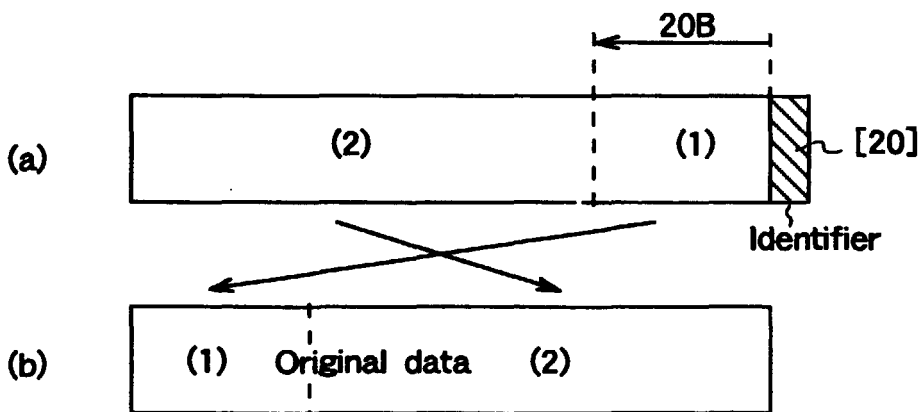 20B
(a) (2) (1) [20]
Identifier
(b) (1) Original data (2)